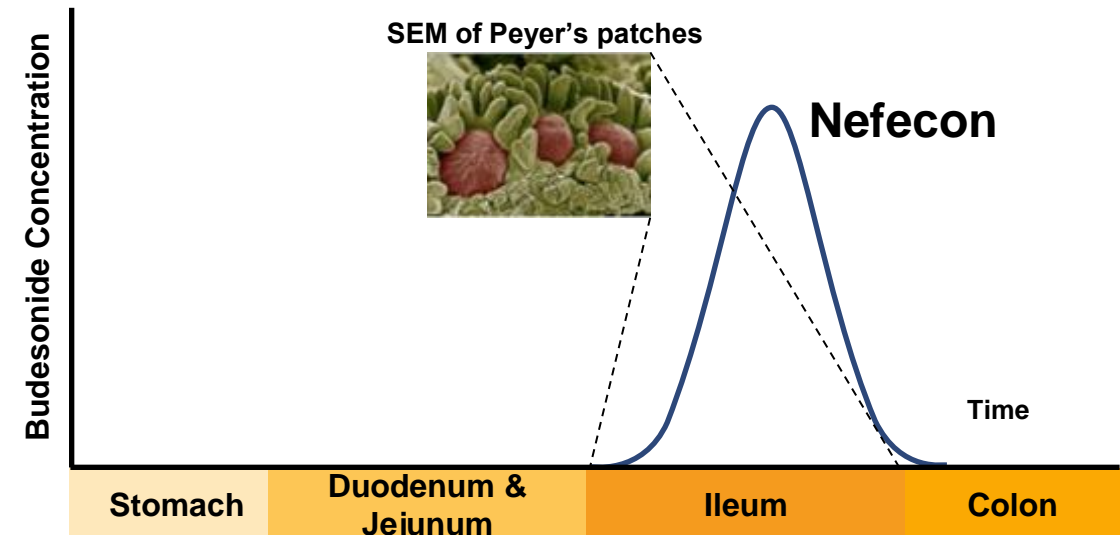 SEM of Peyer's patches
Budesonide Concentration
Nefecon
Time
Stomach
Duodenum &
Jejunum
Ileum
Colon